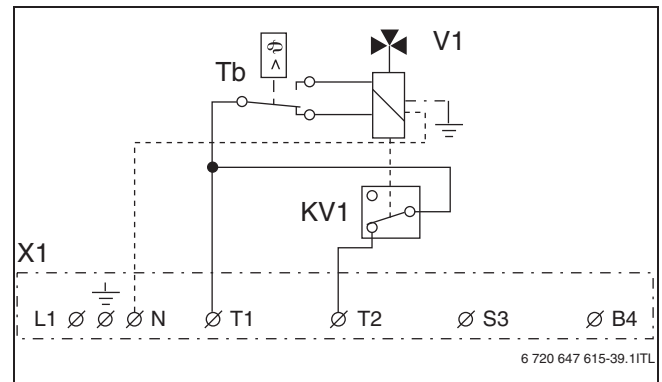 V1
Tb
ϑ <
KV1
X1
L1 N T1 T2 S3 B4
6 720 647 615-39.1ITL